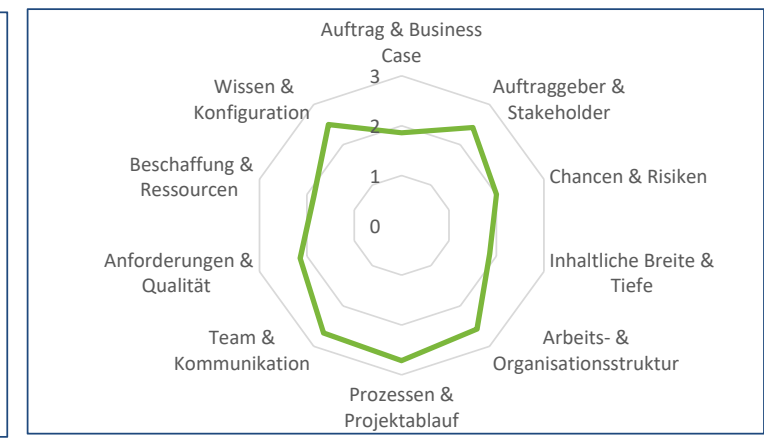 Auftrag & Business
Case
Auftraggeber &
Stakeholder
Chancen & Risiken
Inhaltliche Breite &
Tiefe
Arbeits- &
Organisationsstruktur
Prozessen &
Projektablauf
Team &
Kommunikation
Anforderungen &
Qualität
Beschaffung &
Ressourcen
Wissen &
Konfiguration
3
2
1
0